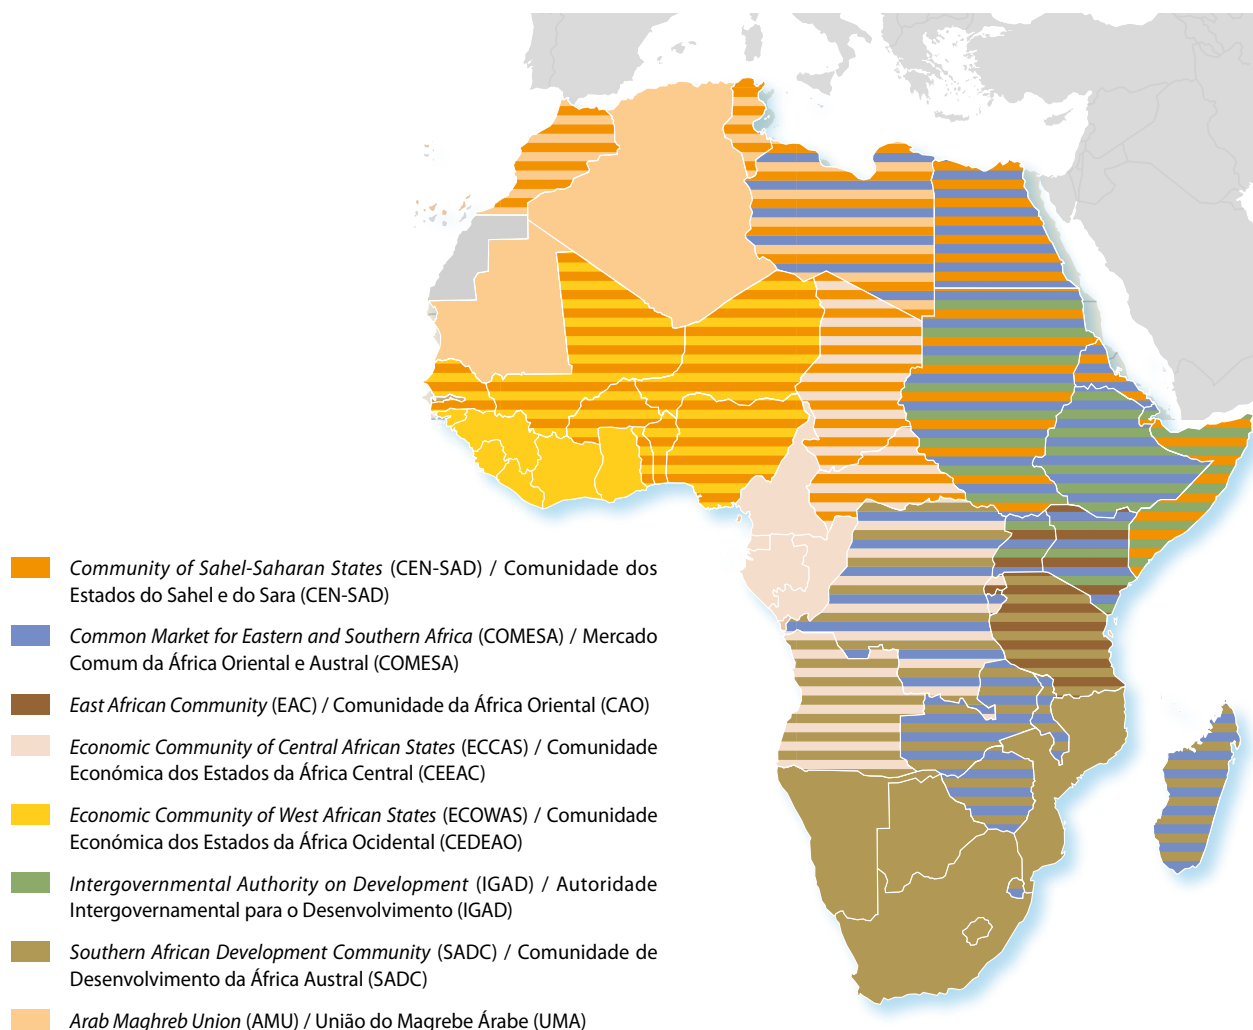 Community of Sahel-Saharan States (CEN-SAD) / Comunidade dos
Estados do Sahel e do Sara (CEN-SAD)
Common Market for Eastern and Southern Africa (COMESA) / Mercado
Comum da África Oriental e Austral (COMESA)
East African Community (EAC) / Comunidade da África Oriental (CAO)
Economic Community of Central African States (ECCAS) / Comunidade
Económica dos Estados da África Central (CEEAC)
Economic Community of West African States (ECOWAS) / Comunidade
Económica dos Estados da África Ocidental (CEDEAO)
Intergovernmental Authority on Development (IGAD) / Autoridade
Intergovernamental para o Desenvolvimento (IGAD)
Southern African Development Community (SADC) / Comunidade de
Desenvolvimento da África Austral (SADC)
Arab Maghreb Union (AMU) / União do Magrebe Árabe (UMA)